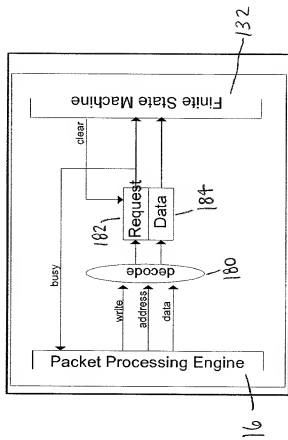 Finite State Machine
132
clear
busy
Request
182
Data
184
decode
180
write
address
data
Packet Processing Engine
16